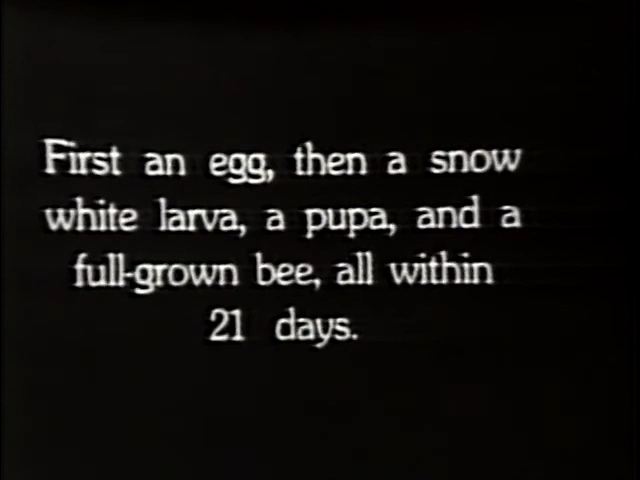 First an egg, then a snow
white larva, a pupa, and a
full-grown bee, all within
21 days.